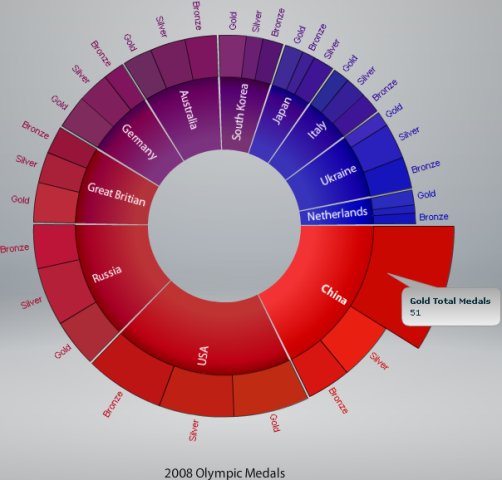 Gold
Silver
Bronze
South Korea
Gold
Bronze
Silver
Japan
Gold
Silver
Bronze
Italy
Gold
Silver
Bronze
Ukraine
Gold
Bronze
Netherlands
China
Gold Total Medals
51
Silver
Bronze
USA
Gold
Silver
Bronze
Russia
Gold
Silver
Bronze
Great Britian
Gold
Silver
Bronze
Germany
Gold
Silver
Bronze
Australia
Gold
Silver
Bronze
2008 Olympic Medals